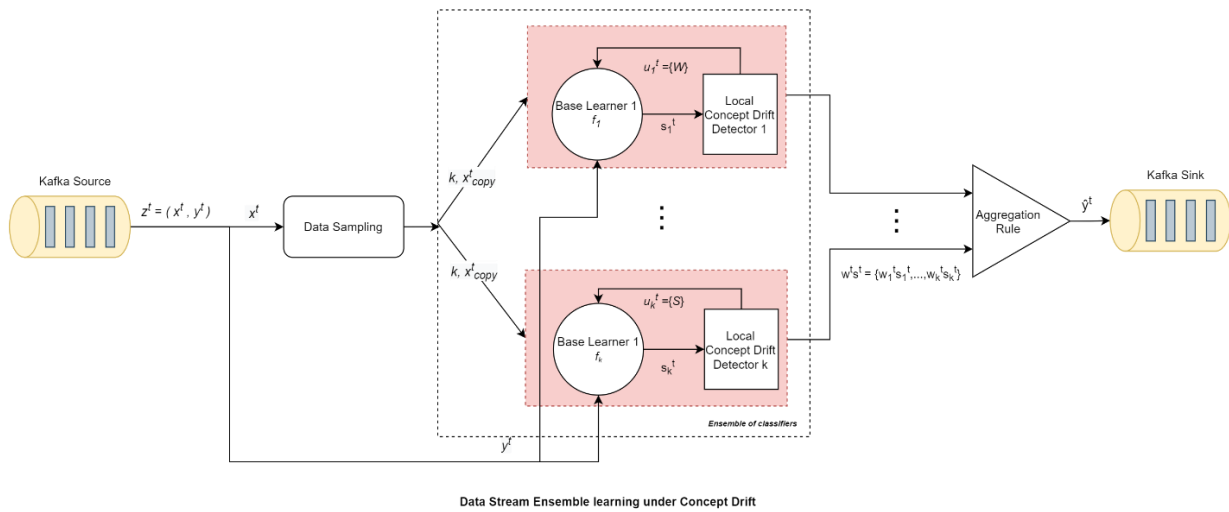 Kafka Source
z^t = ( x^t , y^t )
x^t
Data Sampling
k, x^t_copy
k, x^t_copy
u_1^t ={W}
Base Learner 1
f_1
s_1^t
Local
Concept Drift
Detector 1
u_k^t ={S}
Base Learner 1
f_k
s_k^t
Local
Concept Drift
Detector k
Ensemble of classifiers
y^t
w^t s^t = {w_1^t s_1^t,...,w_k^t s_k^t}
Aggregation
Rule
ŷ^t
Kafka Sink
Data Stream Ensemble learning under Concept Drift